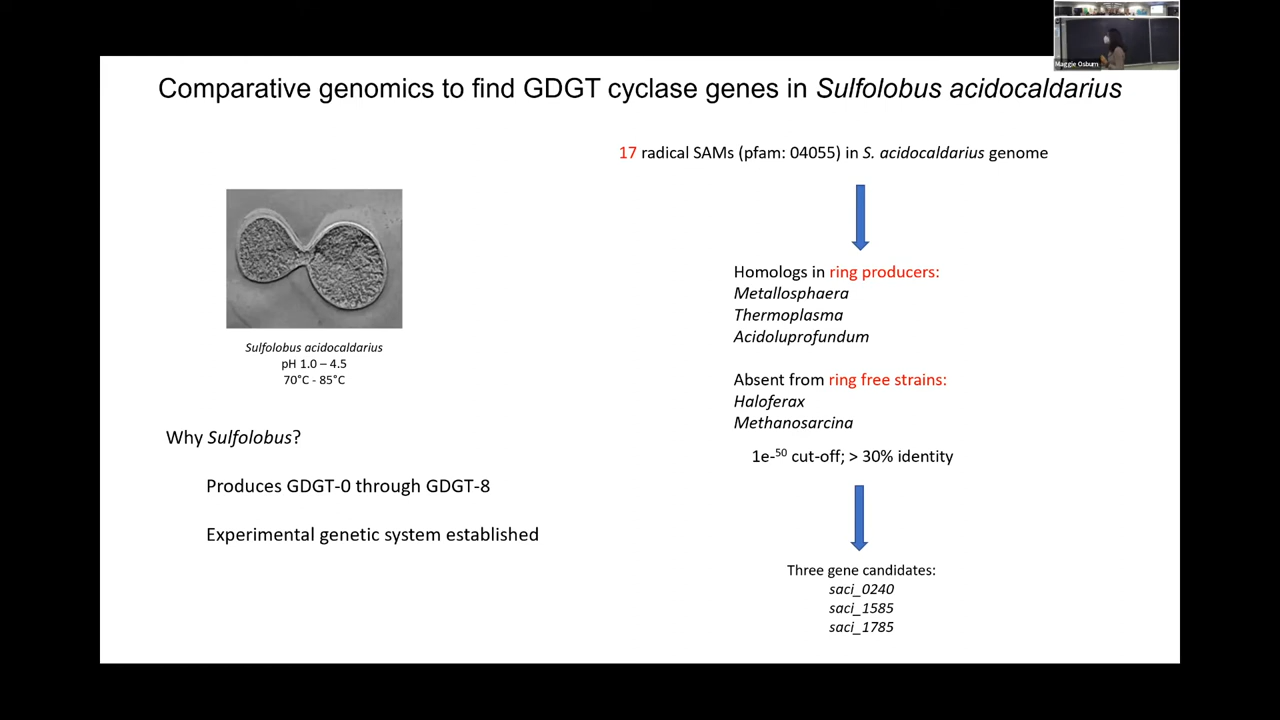 Maggie Osburn
Comparative genomics to find GDGT cyclase genes in Sulfolobus acidocaldarius
17 radical SAMs (pfam: 04055) in S. acidocaldarius genome
Homologs in ring producers:
Metallosphaera
Thermoplasma
Acidoluprofundum
Absent from ring free strains:
Haloferax
Methanosarcina
1e-50 cut-off; > 30% identity
Three gene candidates:
saci_0240
saci_1585
saci_1785
Sulfolobus acidocaldarius
pH 1.0 – 4.5
70°C - 85°C
Why Sulfolobus?
Produces GDGT-0 through GDGT-8
Experimental genetic system established